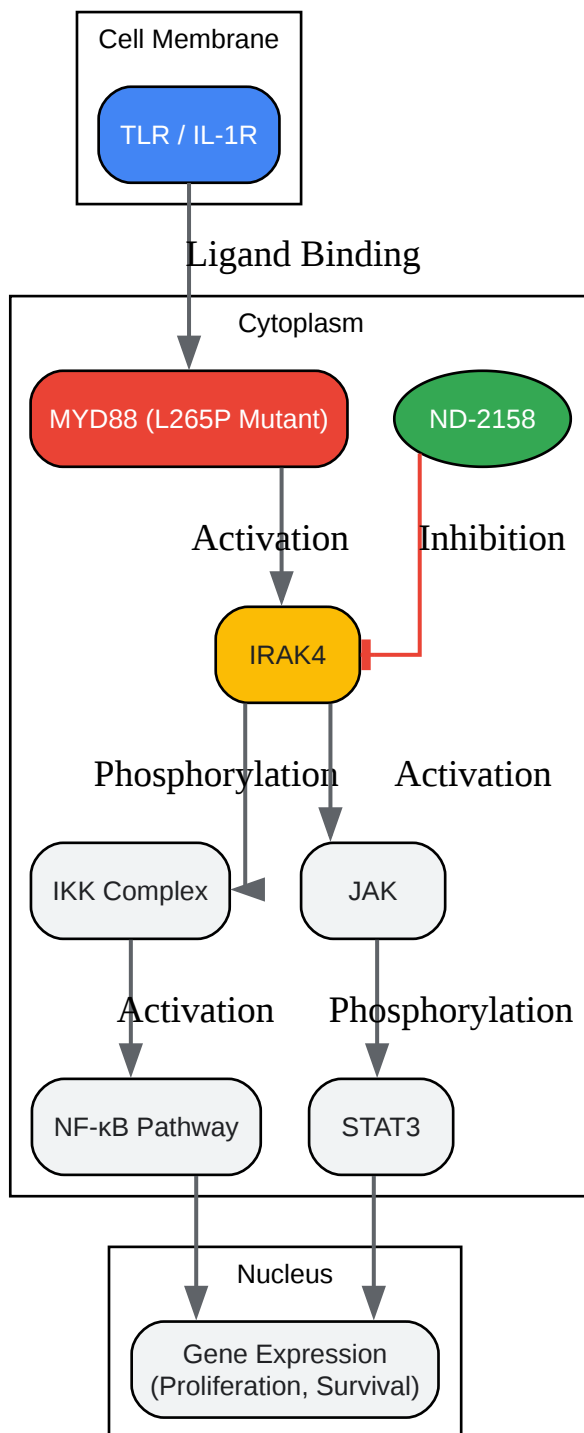 Cell Membrane
TLR / IL-1R
Ligand Binding
Cytoplasm
MYD88 (L265P Mutant)
ND-2158
Activation
Inhibition
IRAK4
Phosphorylation
Activation
IKK Complex
JAK
Activation
Phosphorylation
NF-κB Pathway
STAT3
Nucleus
Gene Expression
(Proliferation, Survival)